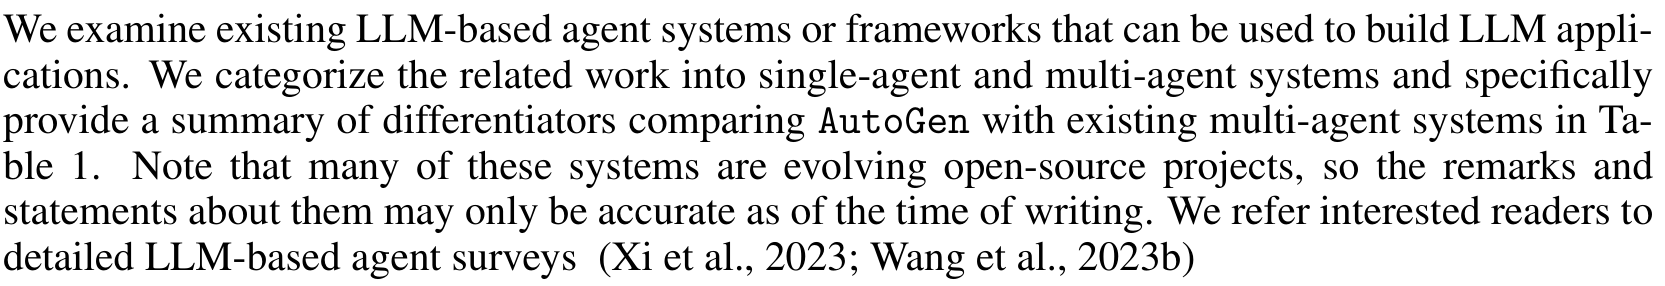 We examine existing LLM-based agent systems or frameworks that can be used to build LLM appli-
cations. We categorize the related work into single-agent and multi-agent systems and specifically
provide a summary of differentiators comparing AutoGen with existing multi-agent systems in Ta-
ble 1. Note that many of these systems are evolving open-source projects, so the remarks and
statements about them may only be accurate as of the time of writing. We refer interested readers to
detailed LLM-based agent surveys (Xi et al., 2023; Wang et al., 2023b)